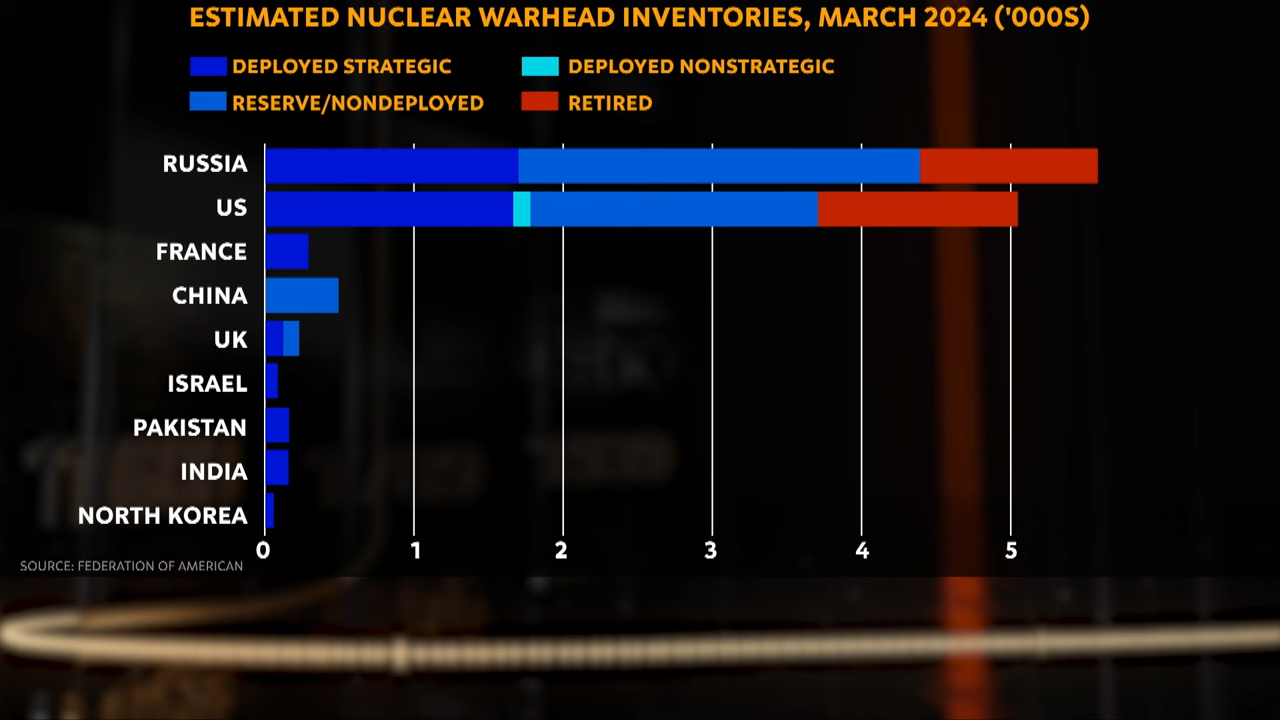 ESTIMATED NUCLEAR WARHEAD INVENTORIES, MARCH 2024 ('000S)
DEPLOYED STRATEGIC DEPLOYED NONSTRATEGIC
RESERVE/NONDEPLOYED RETIRED
RUSSIA
US
FRANCE
CHINA
UK
ISRAEL
PAKISTAN
INDIA
NORTH KOREA
0 1 2 3 4 5
SOURCE: FEDERATION OF AMERICAN